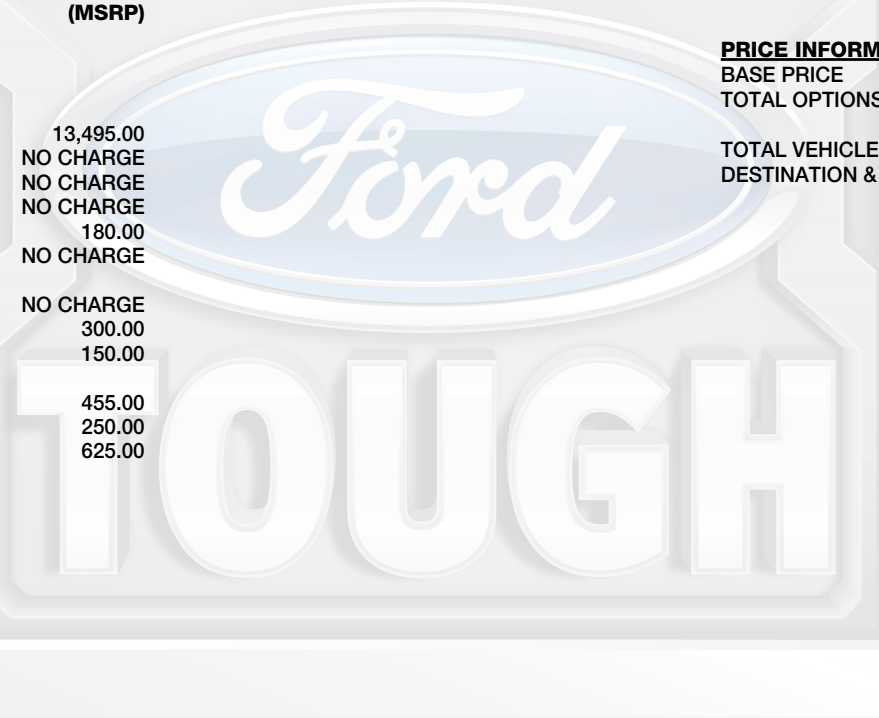 (MSRP)
13,495.00
NO CHARGE
NO CHARGE
NO CHARGE
180.00
NO CHARGE
NO CHARGE
300.00
150.00
455.00
250.00
625.00
PRICE INFORM
BASE PRICE
TOTAL OPTIONS
TOTAL VEHICLE
DESTINATION &
Ford
TOUGH